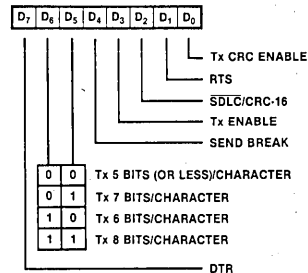 D7 D6 D5 D4 D3 D2 D1 D0
Tx CRC ENABLE
RTS
SDLC/CRC-16
Tx ENABLE
SEND BREAK
0 0 Tx 5 BITS (OR LESS)/CHARACTER
0 1 Tx 7 BITS/CHARACTER
1 0 Tx 6 BITS/CHARACTER
1 1 Tx 8 BITS/CHARACTER
DTR